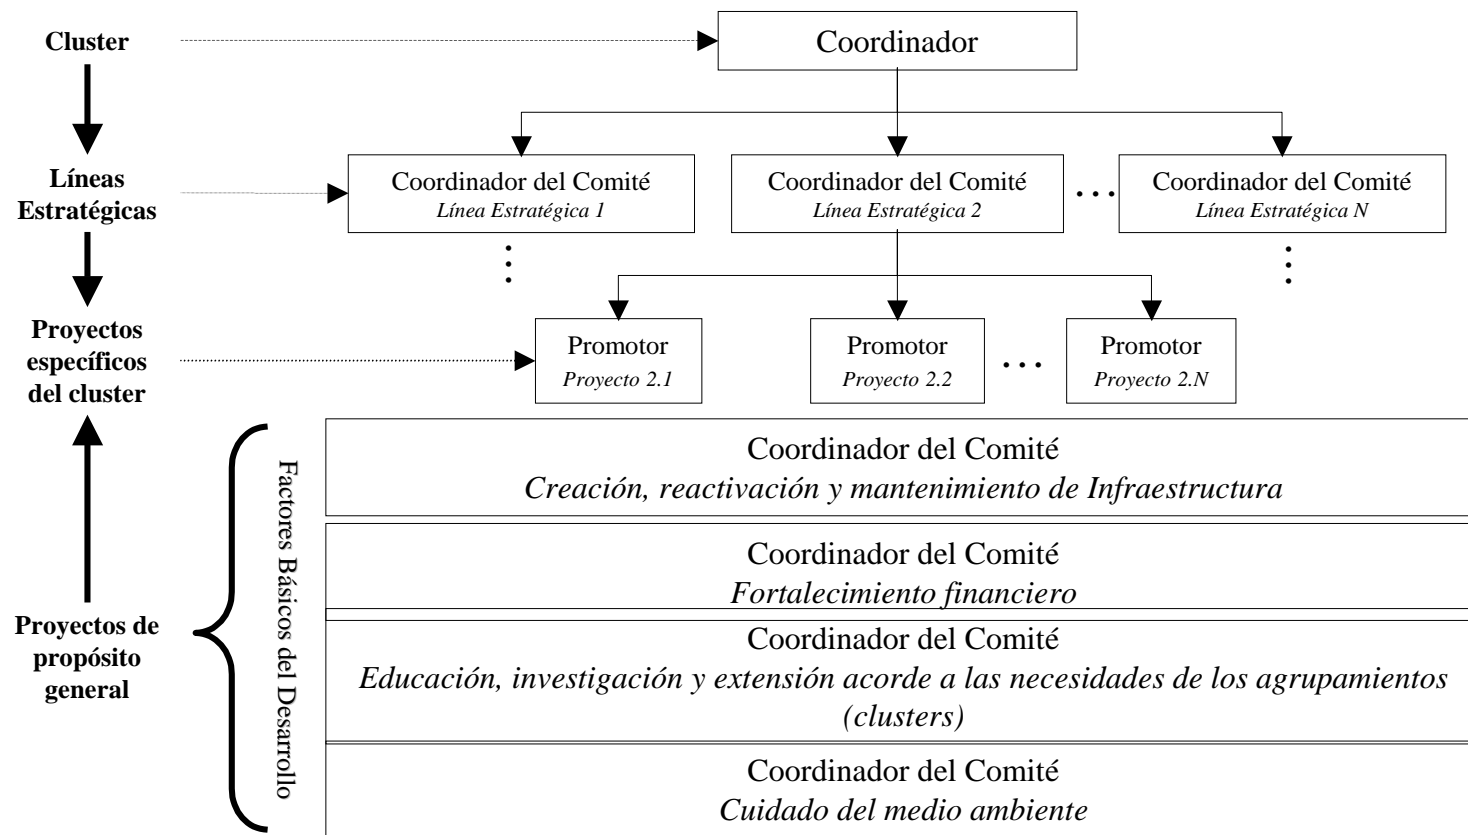 Cluster
Coordinador
Líneas
Estratégicas
Coordinador del Comité
Línea Estratégica 1
Coordinador del Comité
Línea Estratégica 2
...
Coordinador del Comité
Línea Estratégica N
Proyectos
específicos
del cluster
Promotor
Proyecto 2.1
Promotor
Proyecto 2.2
...
Promotor
Proyecto 2.N
Proyectos de
propósito
general
Factores Básicos del Desarrollo
Coordinador del Comité
Creación, reactivación y mantenimiento de Infraestructura
Coordinador del Comité
Fortalecimiento financiero
Coordinador del Comité
Educación, investigación y extensión acorde a las necesidades de los agrupamientos
(clusters)
Coordinador del Comité
Cuidado del medio ambiente